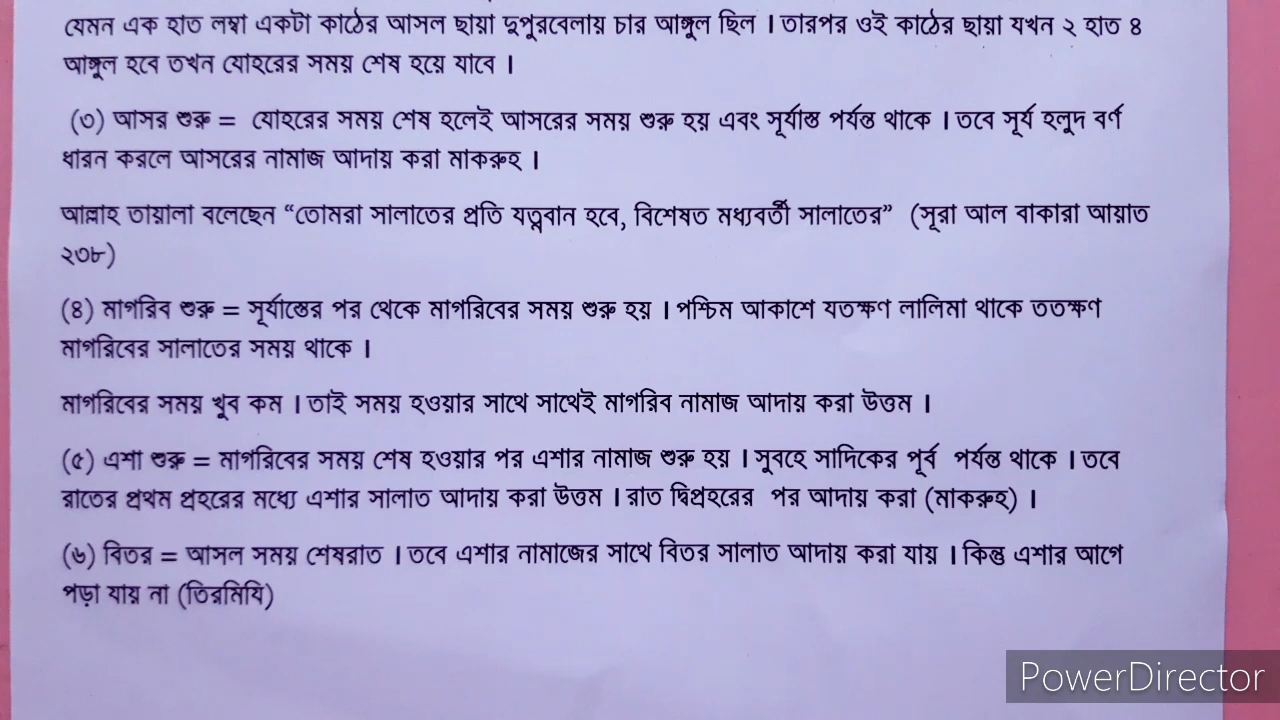 যেমন এক হাত লম্বা একটা কাঠের আসল ছায়া দুপুরবেলায় চার আঙ্গুল ছিল । তারপর ওই কাঠের ছায়া যখন ২ হাত ৪
আঙ্গুল হবে তখন যোহরের সময় শেষ হয়ে যাবে ।
(৩) আসর শুরু = যোহরের সময় শেষ হলেই আসরের সময় শুরু হয় এবং সূর্যাস্ত পর্যন্ত থাকে । তবে সূর্য হলুদ বর্ণ
ধারন করলে আসরের নামাজ আদায় করা মাকরুহ ।
আল্লাহ তায়ালা বলেছেন “তোমরা সালাতের প্রতি যত্নবান হবে, বিশেষত মধ্যবর্তী সালাতের” (সূরা আল বাকারা আয়াত
২৩৮)
(৪) মাগরিব শুরু = সূর্যাস্তের পর থেকে মাগরিবের সময় শুরু হয় । পশ্চিম আকাশে যতক্ষণ লালিমা থাকে ততক্ষণ
মাগরিবের সালাতের সময় থাকে ।
মাগরিবের সময় খুব কম । তাই সময় হওয়ার সাথে সাথেই মাগরিব নামাজ আদায় করা উত্তম ।
(৫) এশা শুরু = মাগরিবের সময় শেষ হওয়ার পর এশার নামাজ শুরু হয় । সুবহে সাদিকের পূর্ব পর্যন্ত থাকে । তবে
রাতের প্রথম প্রহরের মধ্যে এশার সালাত আদায় করা উত্তম । রাত দ্বিপ্রহরের পর আদায় করা (মাকরুহ) ।
(৬) বিতর = আসল সময় শেষরাত । তবে এশার নামাজের সাথে বিতর সালাত আদায় করা যায় । কিন্তু এশার আগে
পড়া যায় না (তিরমিযি)
PowerDirector